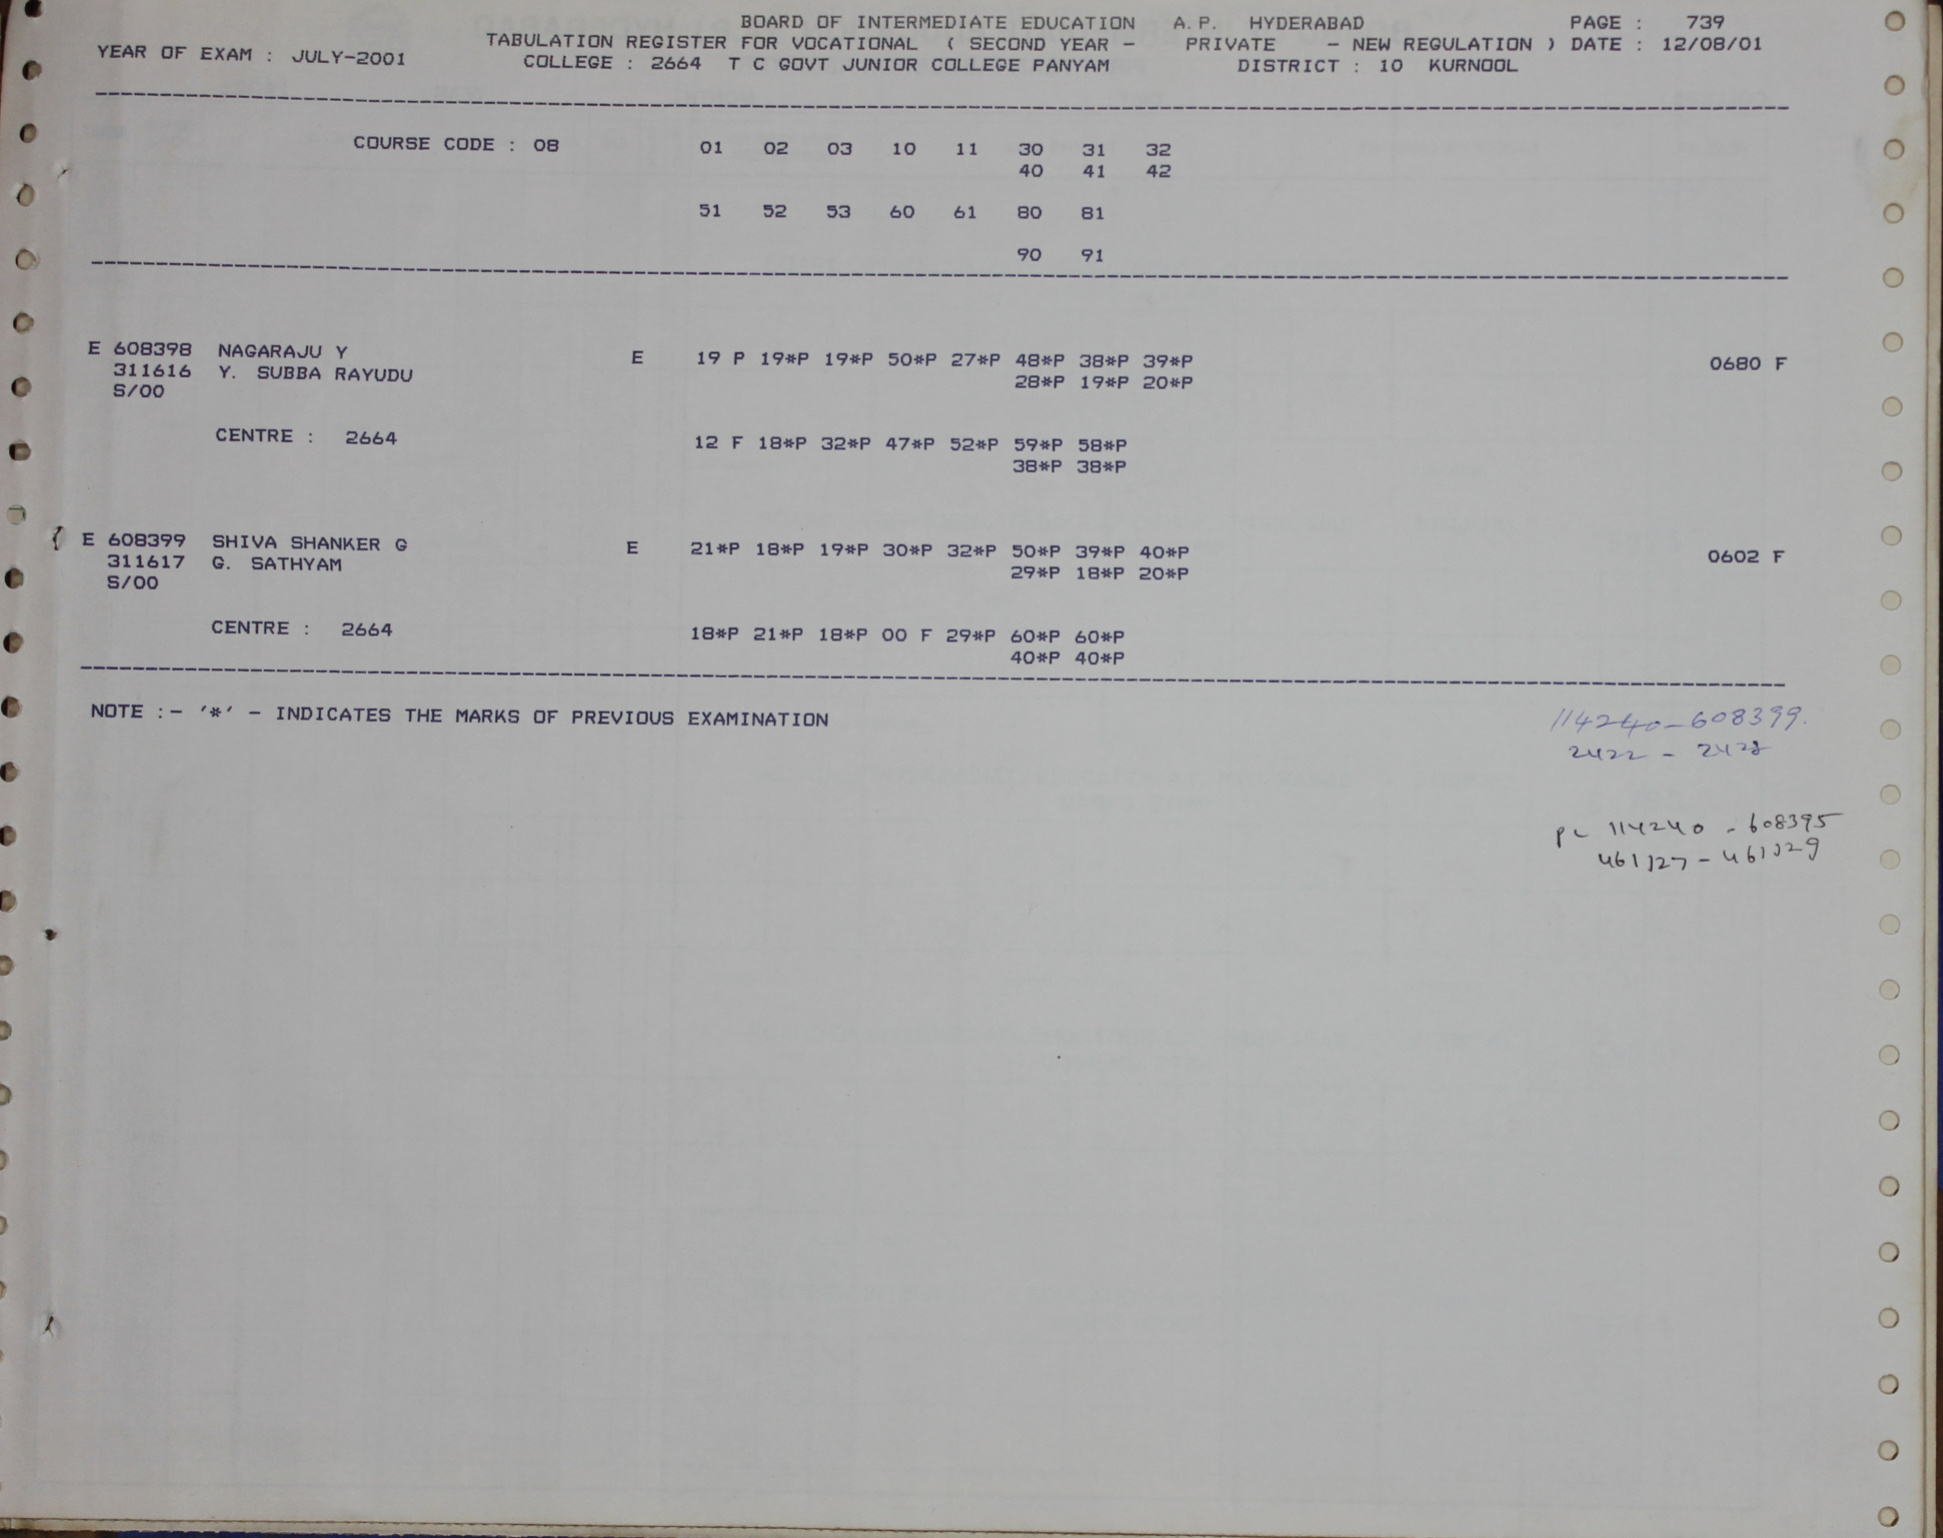 BOARD OF INTERMEDIATE EDUCATION A.P. HYDERABAD PAGE : 739
YEAR OF EXAM : JULY-2001 TABULATION REGISTER FOR VOCATIONAL ( SECOND YEAR - PRIVATE - NEW REGULATION ) DATE : 12/08/01
COLLEGE : 2664 T C GOVT JUNIOR COLLEGE PANYAM DISTRICT : 10 KURNOOL
COURSE CODE : 08 01 02 03 10 11 30 31 32
40 41 42
51 52 53 60 61 80 81
90 91
E 608398 NAGARAJU Y E 19 P 19*P 19*P 50*P 27*P 48*P 38*P 39*P 0680 F
311616 Y. SUBBA RAYUDU 28*P 19*P 20*P
S/00
CENTRE : 2664 12 F 18*P 32*P 47*P 52*P 59*P 58*P
38*P 38*P
E 608399 SHIVA SHANKER G E 21*P 18*P 19*P 30*P 32*P 50*P 39*P 40*P 0602 F
311617 G. SATHYAM 29*P 18*P 20*P
S/00
CENTRE : 2664 18*P 21*P 18*P 00 F 29*P 60*P 60*P
40*P 40*P
NOTE :- '*' - INDICATES THE MARKS OF PREVIOUS EXAMINATION
114240-608399.
2422 - 2428
114240 - 608395